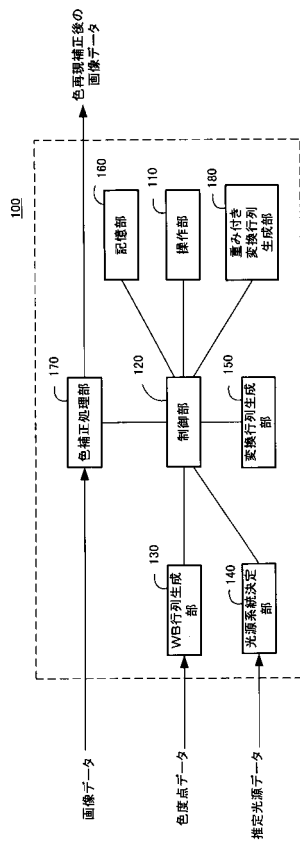 100
画像データ
色度点データ
推定光源データ
170
色補正処理部
色再現補正後の
画像データ
130
WB行列生成
部
140
光源系統決定
部
120
制御部
150
変換行列生成
部
160
記憶部
110
操作部
180
重み付き
変換行列
生成部